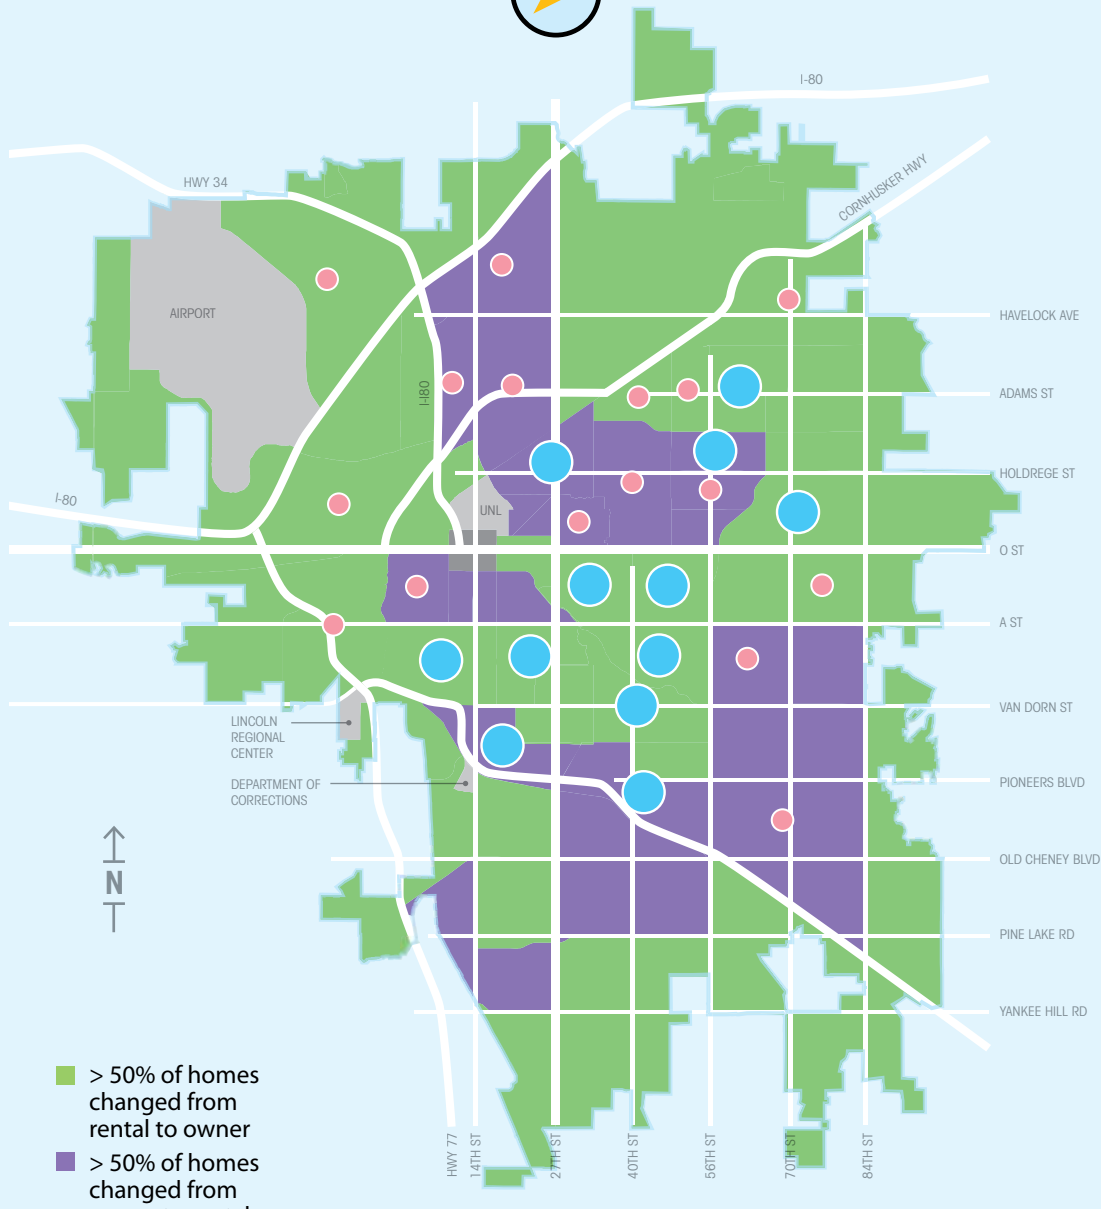 I-80
HWY 34
CORNHUSKER HWY
AIRPORT
HAVELOCK AVE
I-180
ADAMS ST
HOLDREGE ST
I-80
UNL
O ST
A ST
VAN DORN ST
LINCOLN
REGIONAL
CENTER
DEPARTMENT OF
CORRECTIONS
PIONEERS BLVD
OLD CHENEY BLVD
N
PINE LAKE RD
YANKEE HILL RD
HWY 77
14TH ST
27TH ST
40TH ST
56TH ST
70TH ST
84TH ST
> 50% of homes
changed from
rental to owner
> 50% of homes
changed from